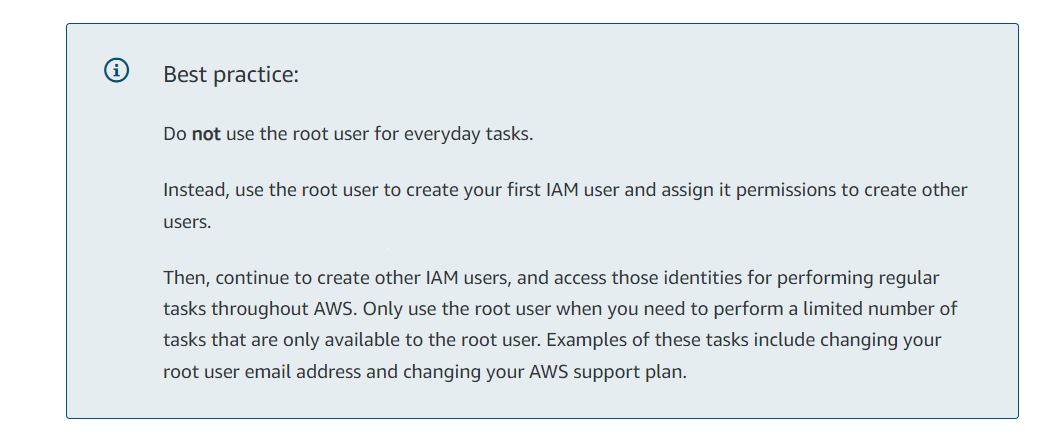 Best practice:
Do not use the root user for everyday tasks.
Instead, use the root user to create your first IAM user and assign it permissions to create other
users.
Then, continue to create other IAM users, and access those identities for performing regular
tasks throughout AWS. Only use the root user when you need to perform a limited number of
tasks that are only available to the root user. Examples of these tasks include changing your
root user email address and changing your AWS support plan.